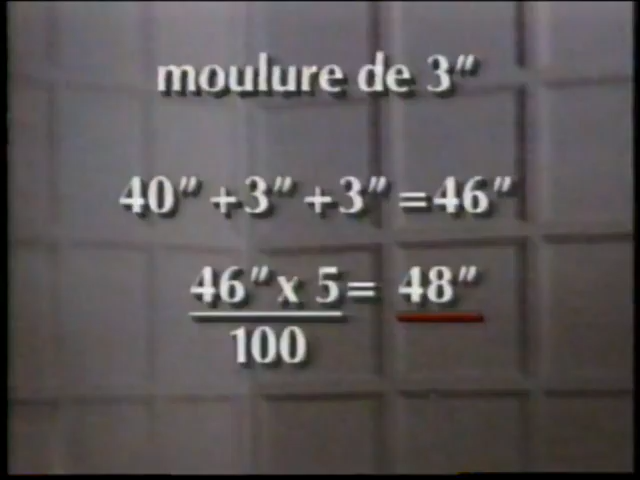 moulure de 3"
40" + 3" + 3" = 46"
46" x 5 = 48"
100